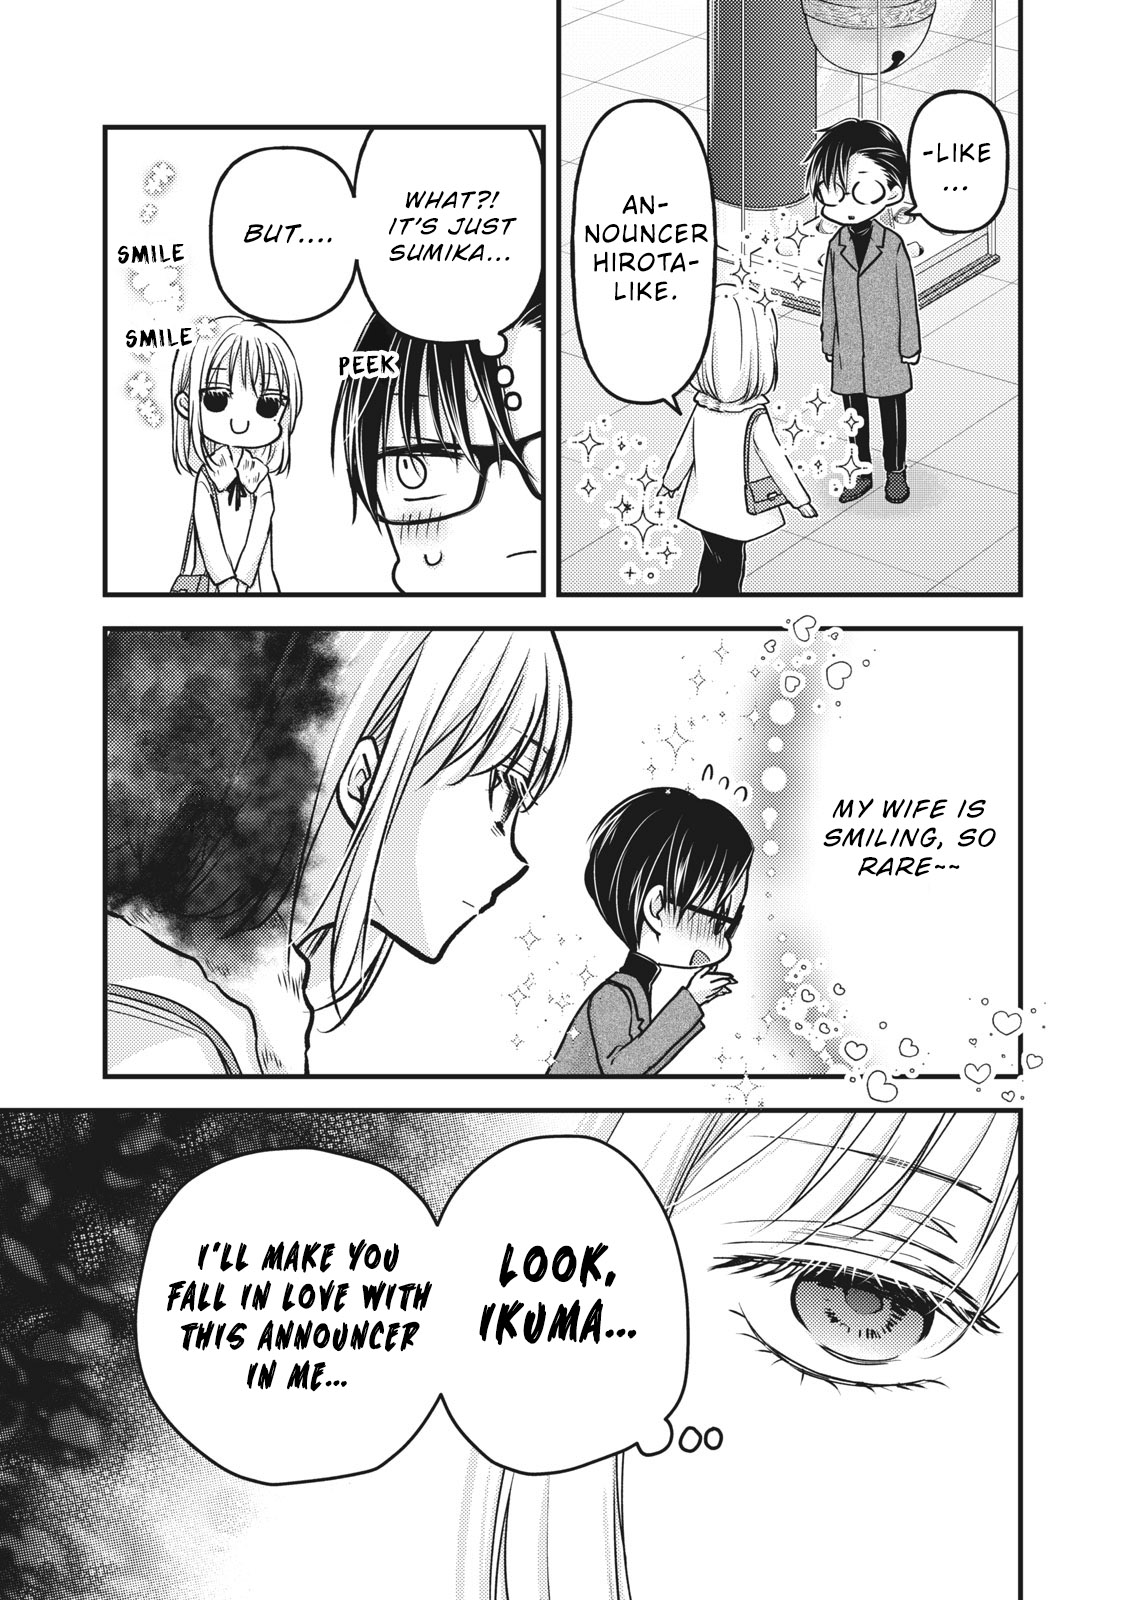 AN-
NOUNCER
HIROTA-
LIKE.
-LIKE
...
WHAT?!
IT'S JUST
SUMIKA...
PEEK
BUT....
SMILE
SMILE
MY WIFE IS
SMILING, SO
RARE~~
LOOK,
IKUMA...
I'LL MAKE YOU
FALL IN LOVE WITH
THIS ANNOUNCER
IN ME...